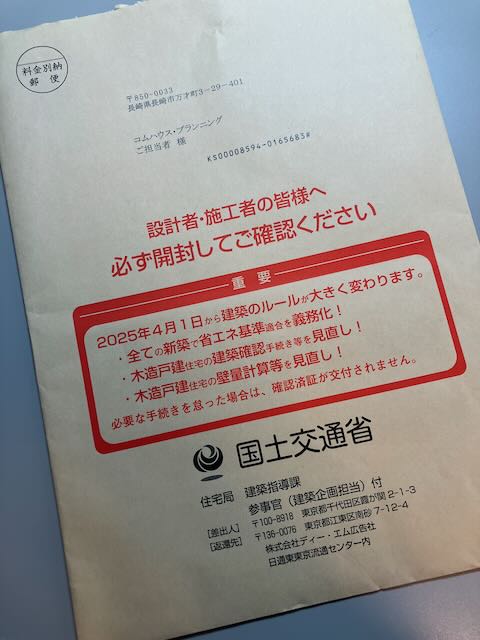 料金別納
郵便
〒850-0033
長崎県長崎市万才町3-29-401
コムハウス・プランニング
ご担当者 様
KS00008594-0165683#
設計者・施工者の皆様へ
必ず開封してご確認ください
重要
2025年4月1日から建築のルールが大きく変わります。
・全ての新築で省エネ基準適合を義務化！
・木造戸建住宅の建築確認手続き等を見直し！
・木造戸建住宅の壁量計算等を見直し！
必要な手続きを怠った場合は、確認済証が交付されません。
国土交通省
住宅局 建築指導課
参事官（建築企画担当）付
[差出人] 〒100-8918 東京都千代田区霞が関 2-1-3
[返還先] 〒136-0076 東京都江東区南砂 7-12-4
株式会社ディー・エム広告社
日通東東京流通センター内